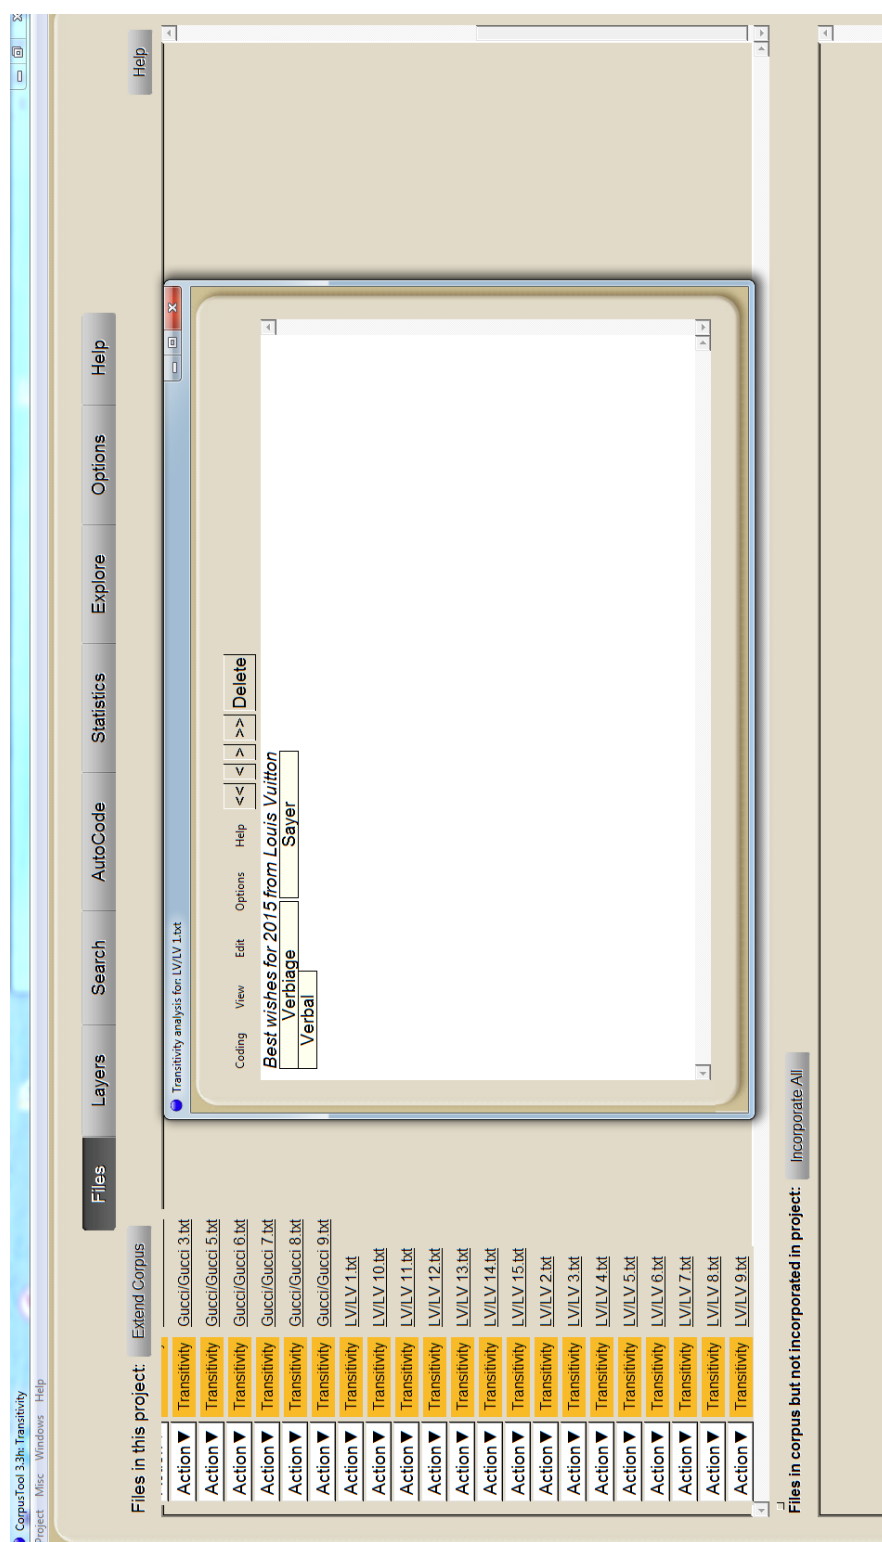 CorpusTool 3.3h: Transitivity
Project Misc Windows Help
Files Layers Search AutoCode Statistics Explore Options Help
Files in this project: Extend Corpus Help
Action ▼ Transitivity Gucci/Gucci 3.txt
Action ▼ Transitivity Gucci/Gucci 5.txt
Action ▼ Transitivity Gucci/Gucci 6.txt
Action ▼ Transitivity Gucci/Gucci 7.txt
Action ▼ Transitivity Gucci/Gucci 8.txt
Action ▼ Transitivity Gucci/Gucci 9.txt
Action ▼ Transitivity LV/LV 1.txt
Action ▼ Transitivity LV/LV 10.txt
Action ▼ Transitivity LV/LV 11.txt
Action ▼ Transitivity LV/LV 12.txt
Action ▼ Transitivity LV/LV 13.txt
Action ▼ Transitivity LV/LV 14.txt
Action ▼ Transitivity LV/LV 15.txt
Action ▼ Transitivity LV/LV 2.txt
Action ▼ Transitivity LV/LV 3.txt
Action ▼ Transitivity LV/LV 4.txt
Action ▼ Transitivity LV/LV 5.txt
Action ▼ Transitivity LV/LV 6.txt
Action ▼ Transitivity LV/LV 7.txt
Action ▼ Transitivity LV/LV 8.txt
Action ▼ Transitivity LV/LV 9.txt
Transitivity analysis for: LV/LV 1.txt
Coding View Edit Options Help << < > >> Delete
Best wishes for 2015 from Louis Vuitton
Verbiage Sayer
Verbal
Files in corpus but not incorporated in project: Incorporate All